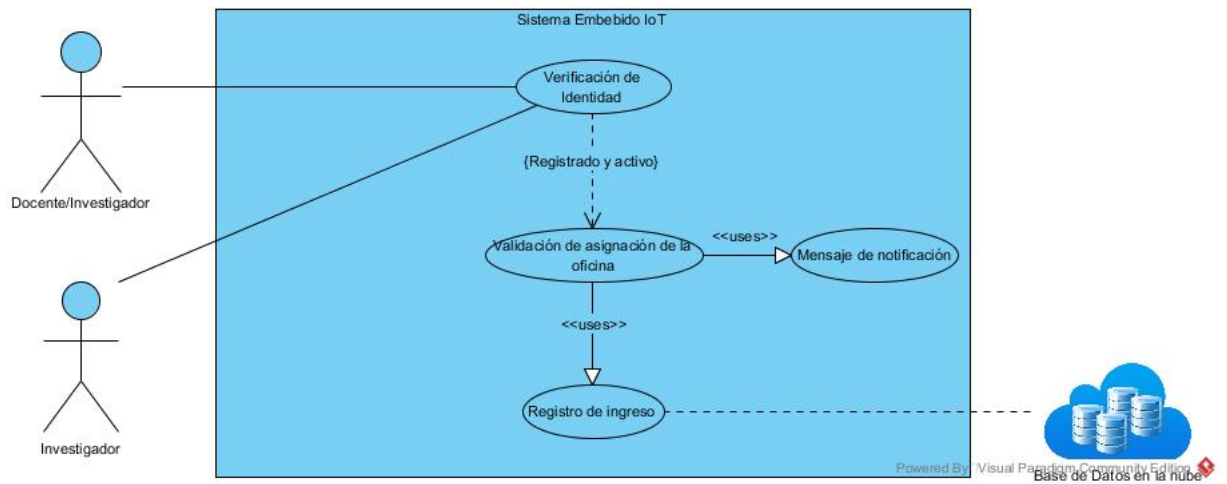 Sistema Embebido IoT
Verificación de
Identidad
{Registrado y activo}
Docente/Investigador
Validación de asignación de la
oficina
<<uses>>
Mensaje de notificación
<<uses>>
Registro de ingreso
Investigador
Powered By Visual Paradigm Community Edition
Base de Datos en la nube